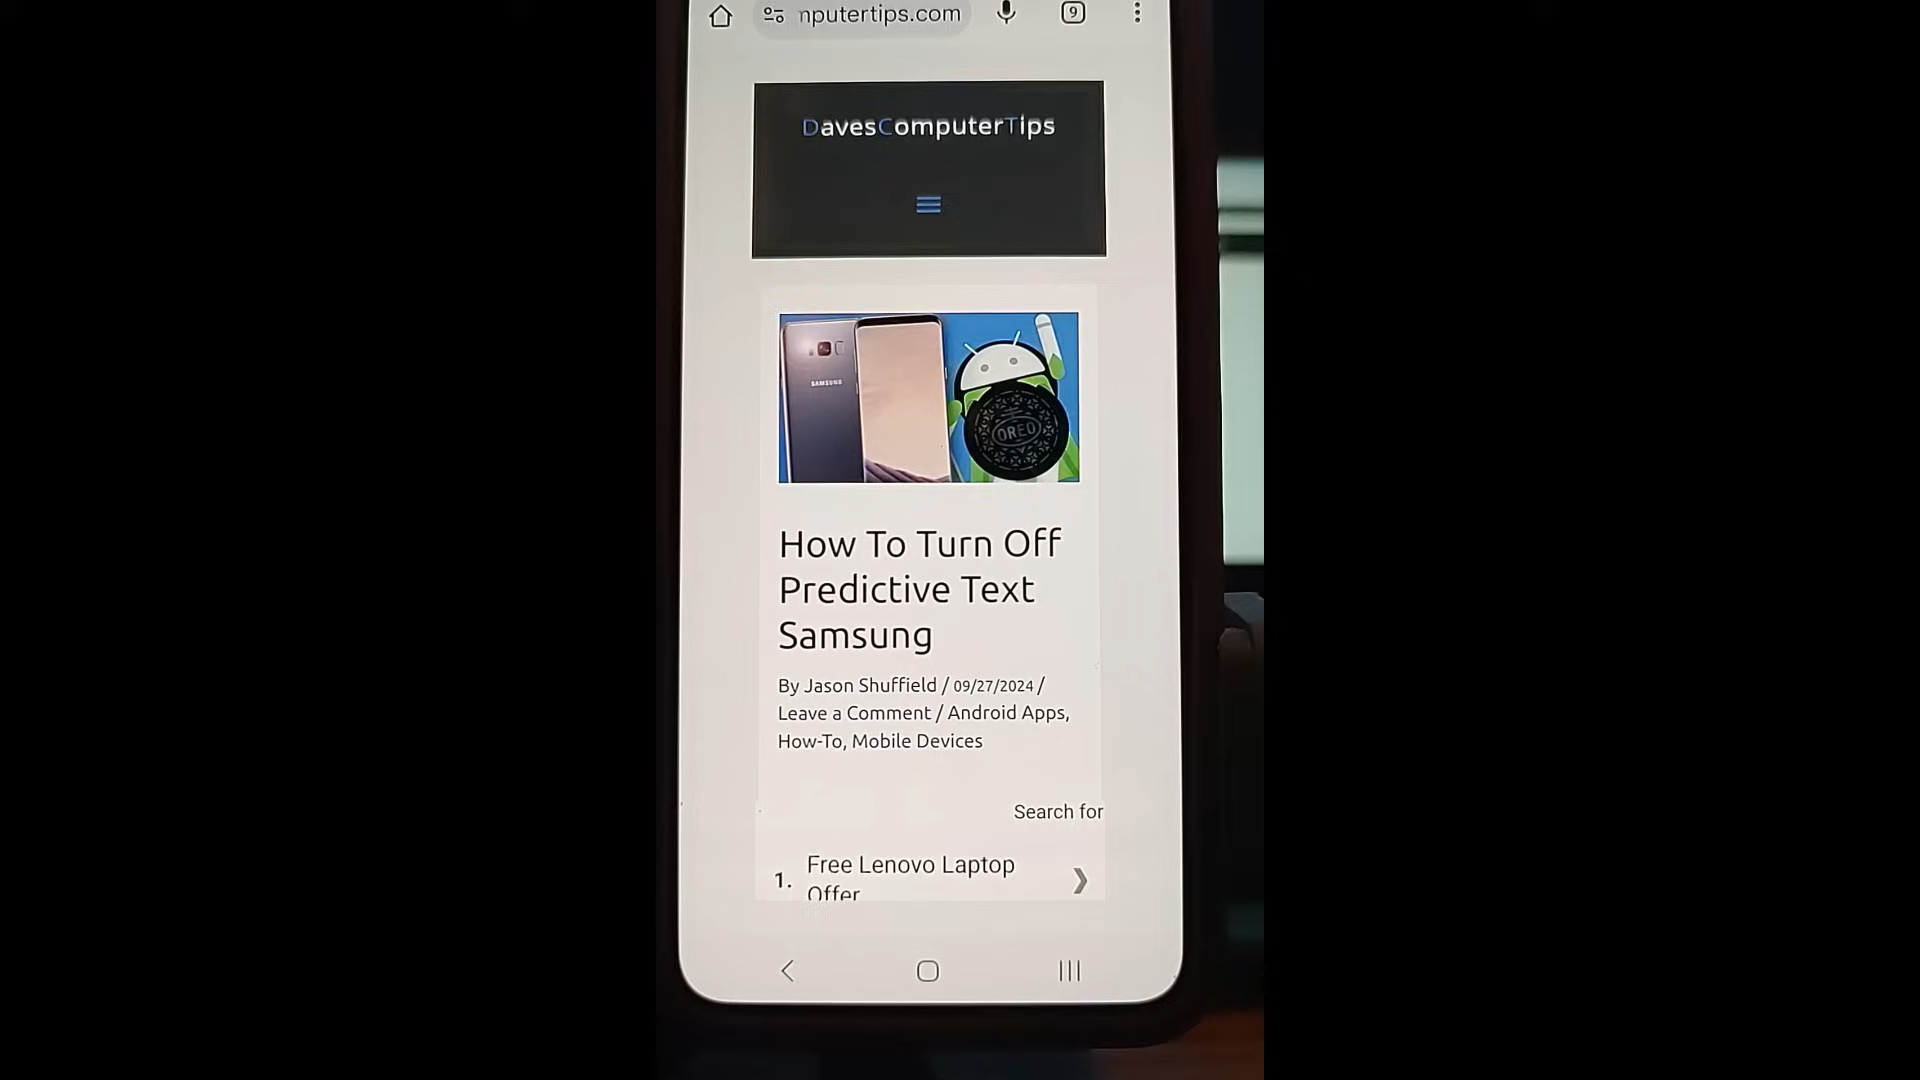 nputertips.com
9
DavesComputerTips
SAMSUNG
OREO
How To Turn Off
Predictive Text
Samsung
By Jason Shuffield / 09/27/2024 /
Leave a Comment / Android Apps,
How-To, Mobile Devices
Search for
1. Free Lenovo Laptop
Offer